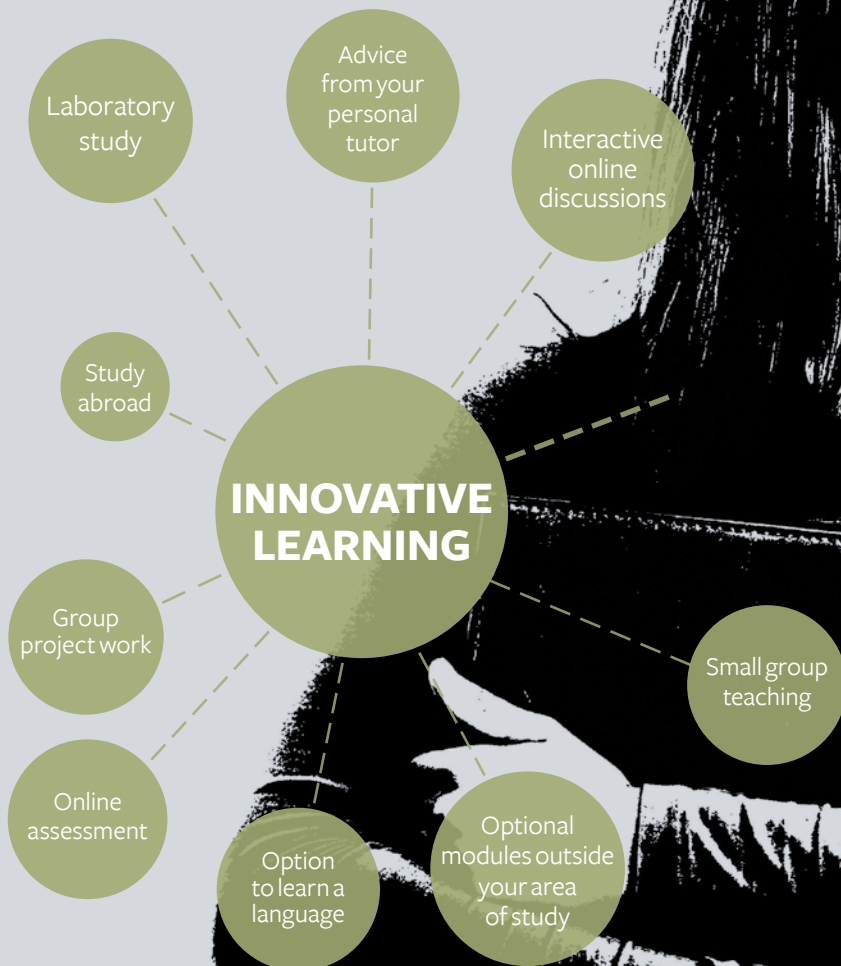 Laboratory
study
Advice
from your
personal
tutor
Interactive
online
discussions
Study
abroad
INNOVATIVE
LEARNING
Group
project work
Small group
teaching
Online
assessment
Option
to learn a
language
Optional
modules outside
your area
of study